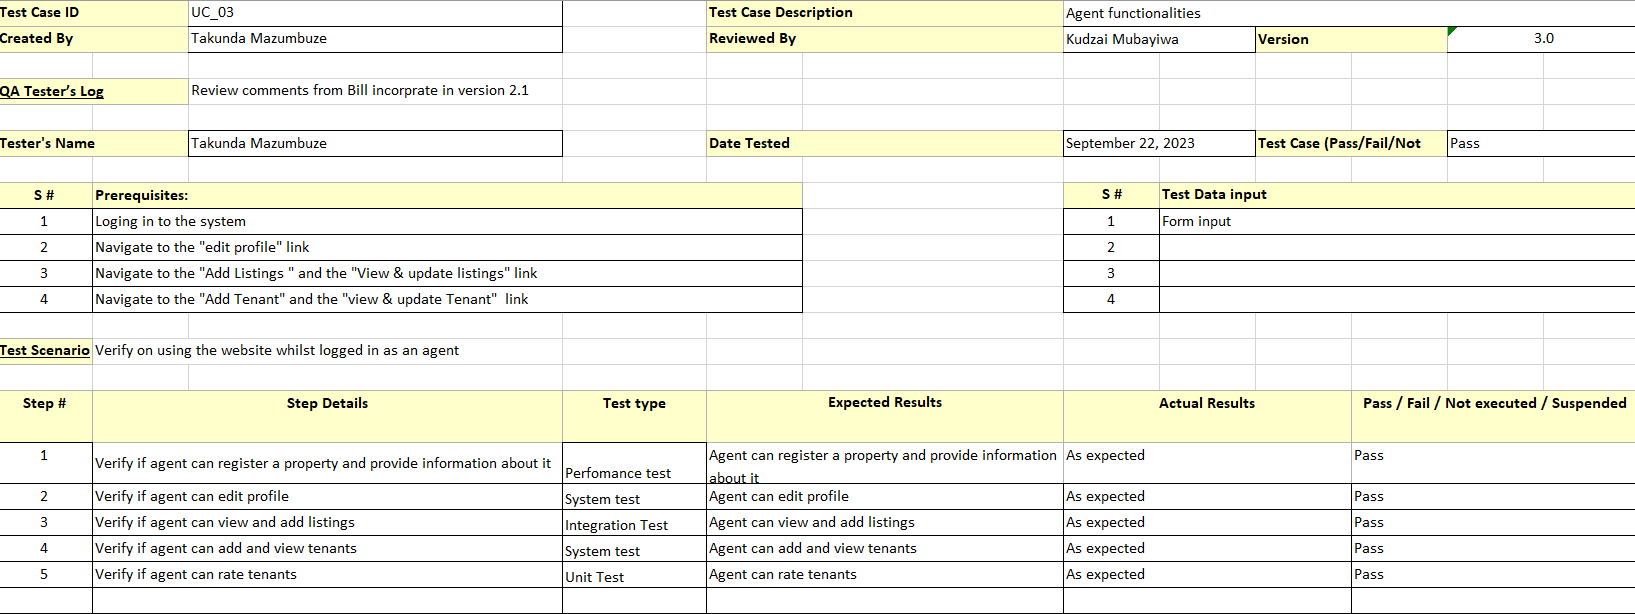 Test Case ID UC_03 Test Case Description Agent functionalities
Created By Takunda Mazumbuze Reviewed By Kudzai Mubayiwa Version 3.0
QA Tester's Log Review comments from Bill incorprate in version 2.1
Tester's Name Takunda Mazumbuze Date Tested September 22, 2023 Test Case (Pass/Fail/Not Pass
S # Prerequisites: S # Test Data input
1 Loging in to the system 1 Form input
2 Navigate to the "edit profile" link 2
3 Navigate to the "Add Listings " and the "View & update listings" link 3
4 Navigate to the "Add Tenant" and the "view & update Tenant"  link 4
Test Scenario Verify on using the website whilst logged in as an agent
Step # Step Details Test type Expected Results Actual Results Pass / Fail / Not executed / Suspended
1 Verify if agent can register a property and provide information about it Perfomance test Agent can register a property and provide information As expected Pass
about it
2 Verify if agent can edit profile System test Agent can edit profile As expected Pass
3 Verify if agent can view and add listings Integration Test Agent can view and add listings As expected Pass
4 Verify if agent can add and view tenants System test Agent can add and view tenants As expected Pass
5 Verify if agent can rate tenants Unit Test Agent can rate tenants As expected Pass